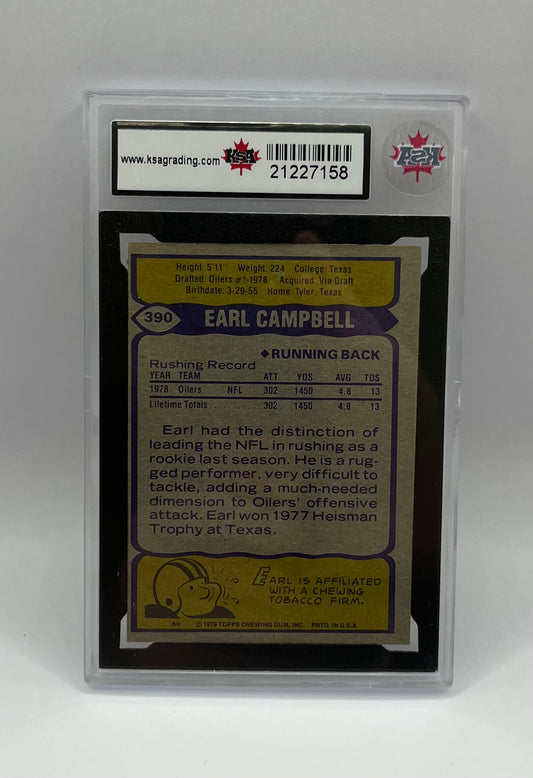 www.ksagrading.com KSA
21227158
KSA
Height: 5'11" Weight: 224 College: Texas
Drafted: Oilers #1-1978 Acquired: Via Draft
Birthdate: 3-29-55 Home: Tyler, Texas
390 EARL CAMPBELL
◆RUNNING BACK
Rushing Record
YEAR TEAM ATT YDS AVG TDS
1978 Oilers NFL 302 1450 4.8 13
Lifetime Totals .......... 302 1450 4.8 13
Earl had the distinction of
leading the NFL in rushing as a
rookie last season. He is a rug-
ged performer, very difficult to
tackle, adding a much-needed
dimension to Oilers' offensive
attack. Earl won 1977 Heisman
Trophy at Texas.
EARL IS AFFILIATED
WITH A CHEWING
TOBACCO FIRM.
© 1979 TOPPS CHEWING GUM, INC. PRTD. IN U.S.A.